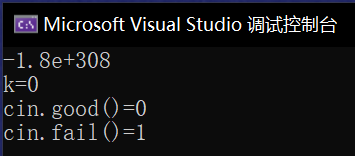 Microsoft Visual Studio 调试控制台
-1.8e+308
k=0
cin.good()=0
cin.fail()=1